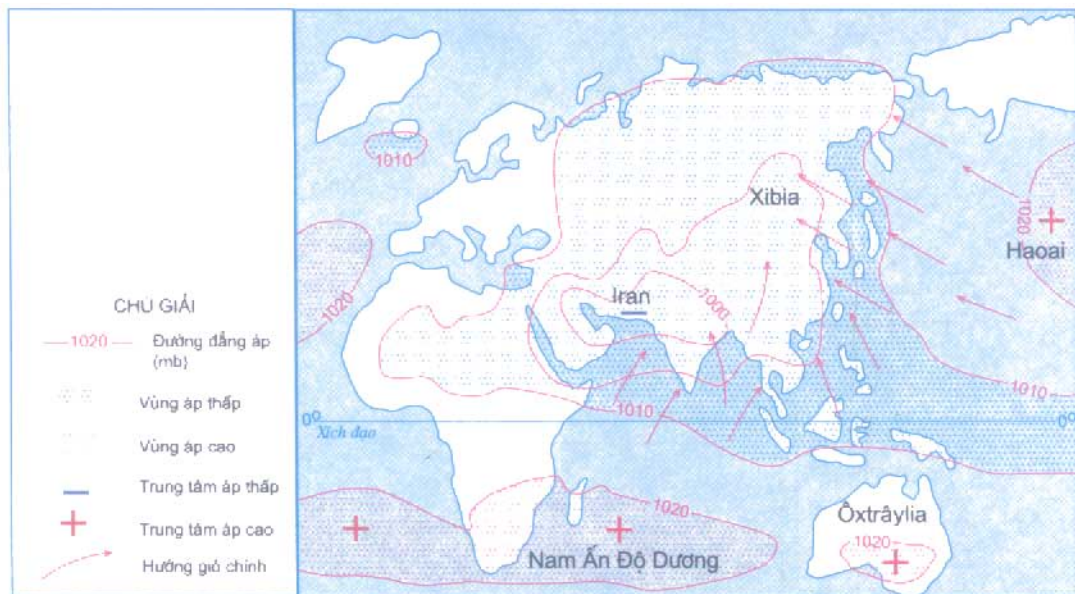 CHÚ GIẢI
1020
Đường đẳng áp
(mb)
Vùng áp thấp
Vùng áp cao
Trung tâm áp thấp
Trung tâm áp cao
Hướng gió chính
1010
1020
Xibia
1020
Haoai
Iran
1000
1010
1010
0°
Xích đạo
0°
1020
Nam Ấn Độ Dương
Ôxtrâylia
1020